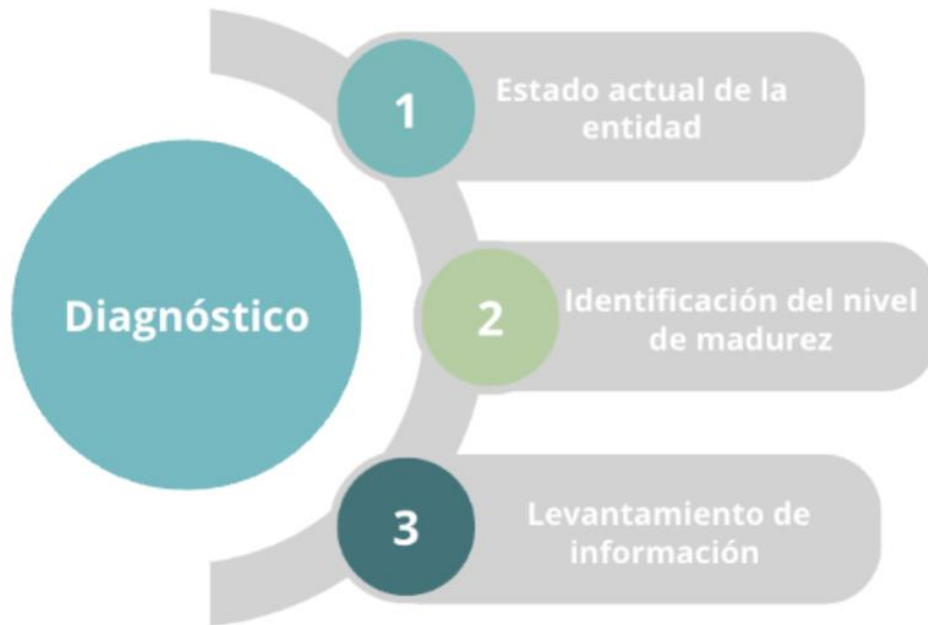 Diagnóstico
1
Estado actual de la
entidad
2
Identificación del nivel
de madurez
3
Levantamiento de
información